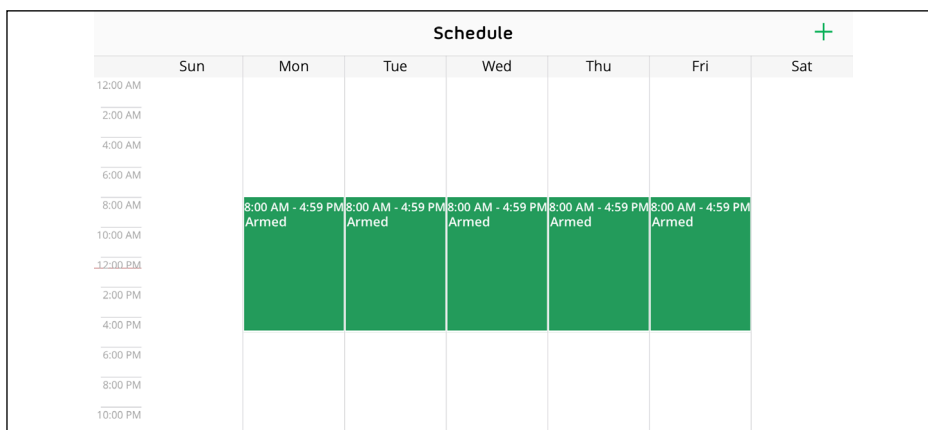 Schedule
+
Sun Mon Tue Wed Thu Fri Sat
12:00 AM
2:00 AM
4:00 AM
6:00 AM
8:00 AM 8:00 AM - 4:59 PM 8:00 AM - 4:59 PM 8:00 AM - 4:59 PM 8:00 AM - 4:59 PM 8:00 AM - 4:59 PM
Armed Armed Armed Armed Armed
10:00 AM
12:00 PM
2:00 PM
4:00 PM
6:00 PM
8:00 PM
10:00 PM